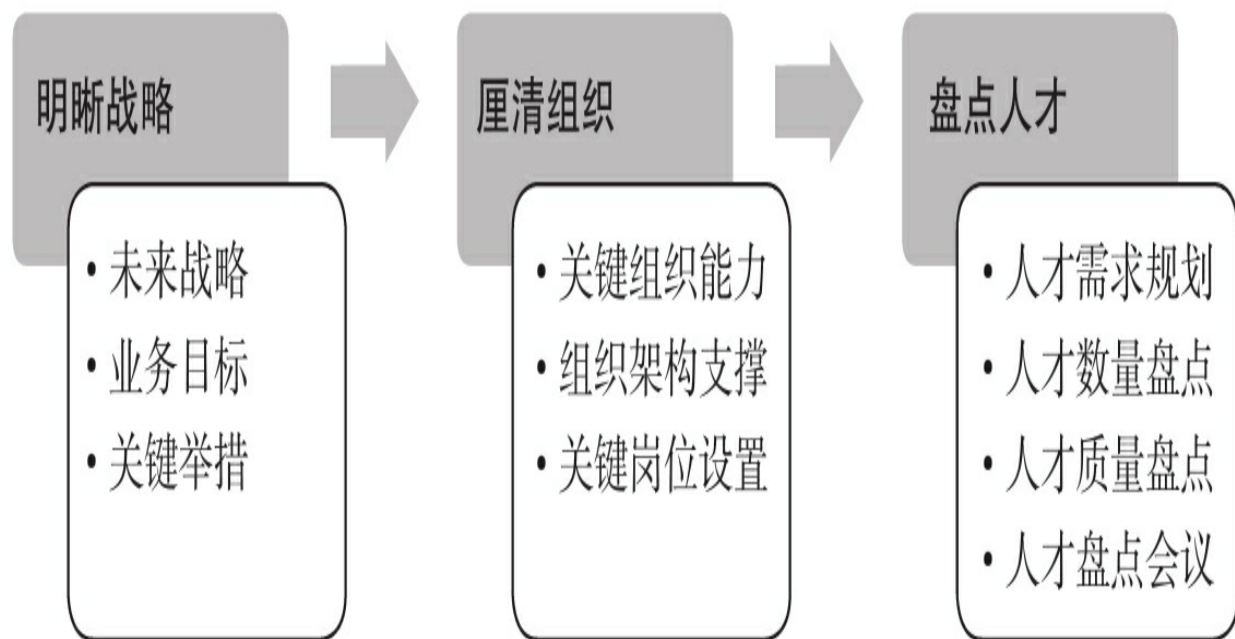 明晰战略
• 未来战略
• 业务目标
• 关键举措
厘清组织
• 关键组织能力
• 组织架构支撑
• 关键岗位设置
盘点人才
• 人才需求规划
• 人才数量盘点
• 人才质量盘点
• 人才盘点会议